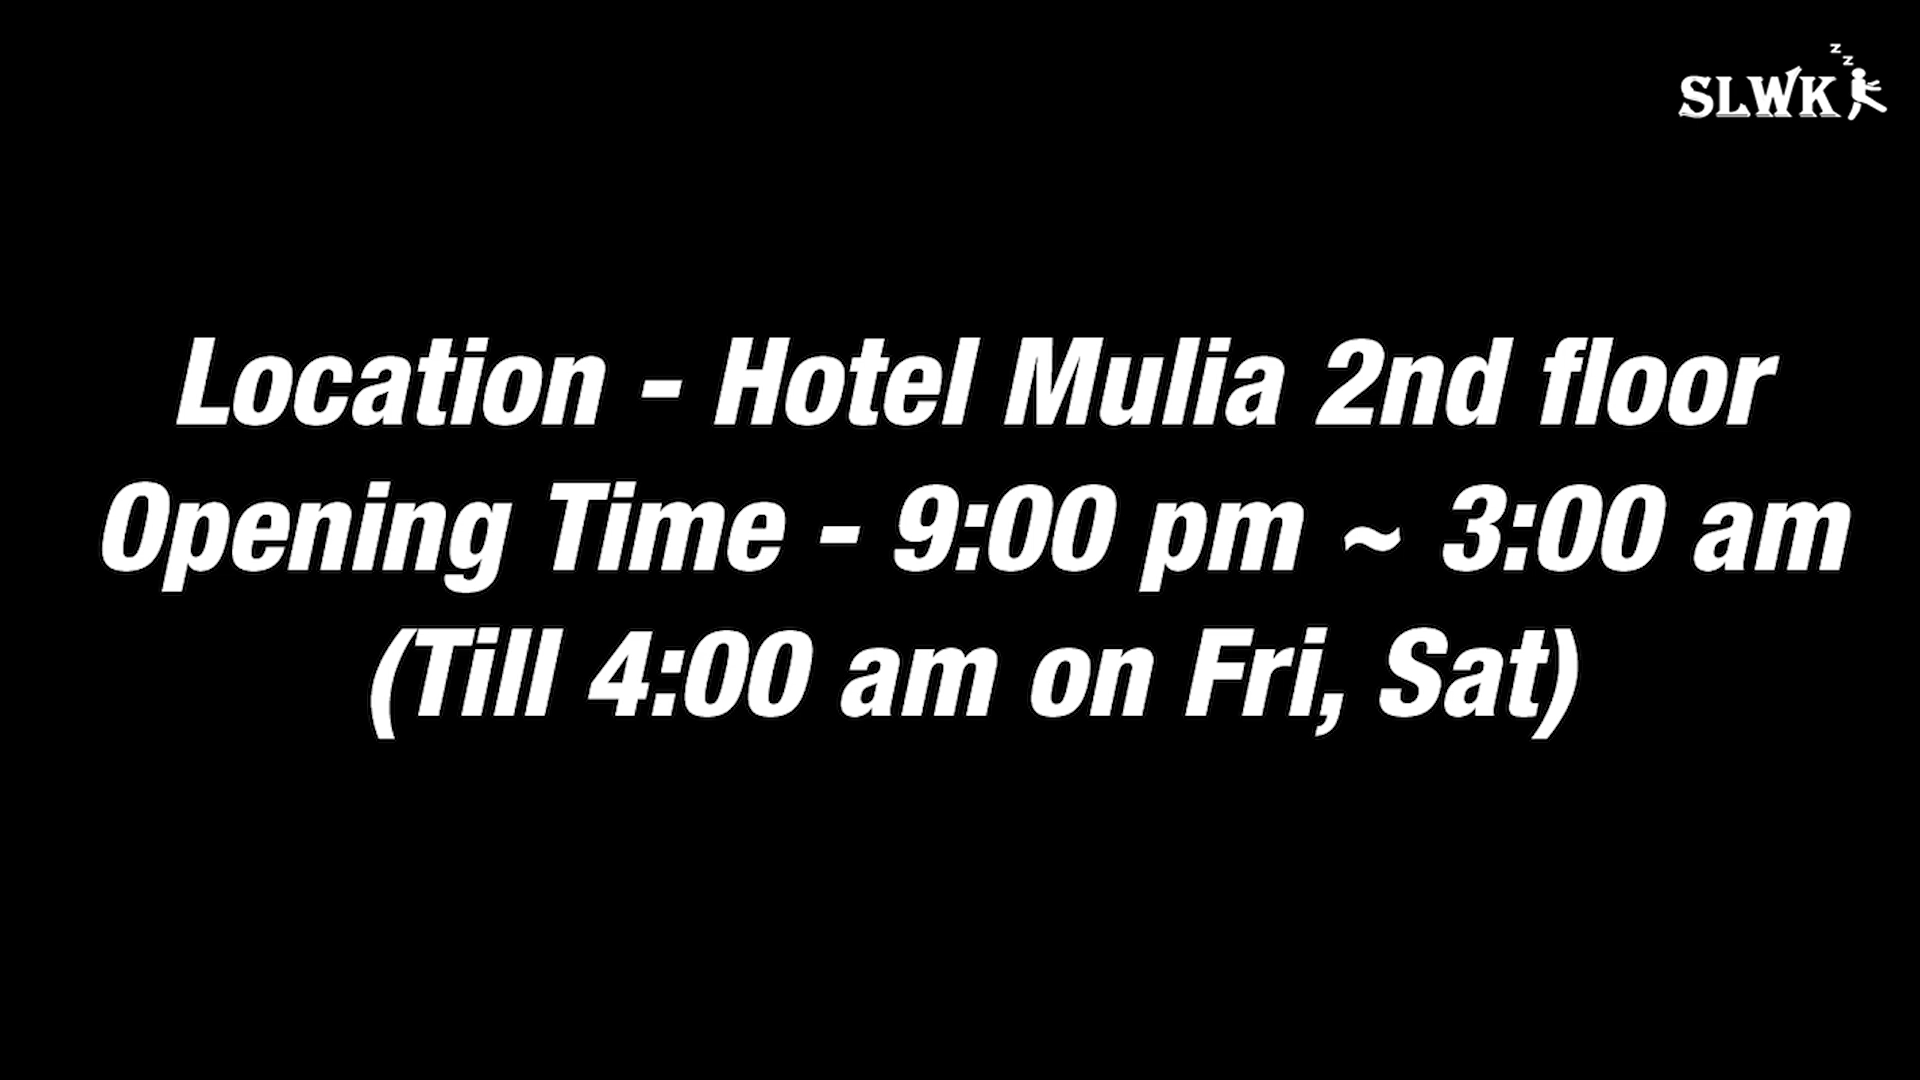 z
z
SLWK
Location - Hotel Mulia 2nd floor
Opening Time - 9:00 pm ~ 3:00 am
(Till 4:00 am on Fri, Sat)